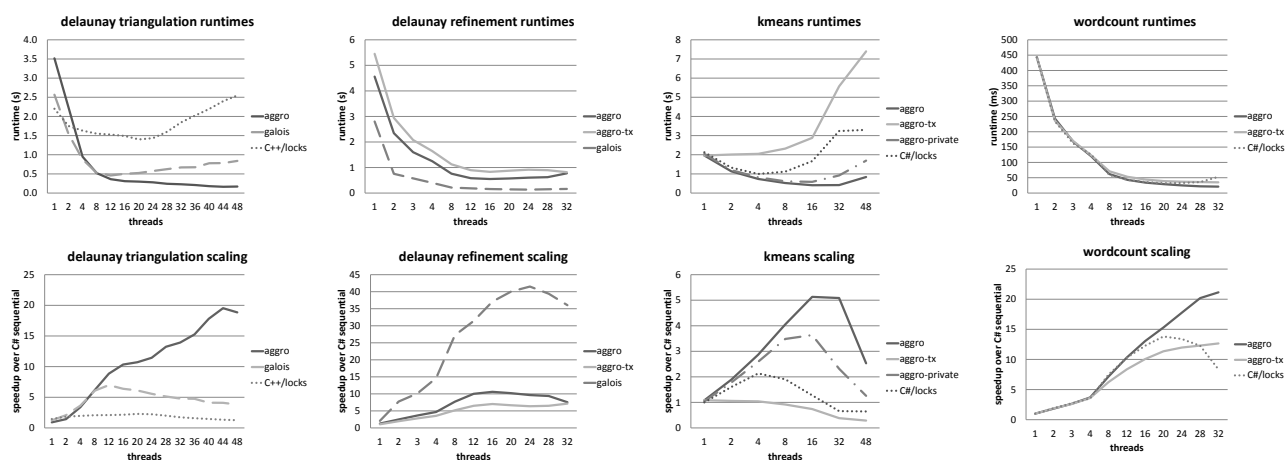 delaunay triangulation runtimes
4.0
3.5
3.0
2.5
2.0
1.5
1.0
0.5
0.0
runtime (s)
1 2 4 8 12 16 20 24 28 32 36 40 44 48
threads
aggro
galois
C++/locks
delaunay refinement runtimes
6
5
4
3
2
1
0
runtime (s)
1 2 3 4 8 12 16 20 24 28 32
threads
aggro
aggro-tx
galois
kmeans runtimes
8
7
6
5
4
3
2
1
0
runtime (s)
1 2 4 8 16 32 48
threads
aggro
aggro-tx
aggro-private
C#/locks
wordcount runtimes
500
450
400
350
300
250
200
150
100
50
0
runtime (ms)
1 2 3 4 8 12 16 20 24 28 32
threads
aggro
aggro-tx
C#/locks
delaunay triangulation scaling
25
20
15
10
5
0
speedup over C# sequential
1 2 4 8 12 16 20 24 28 32 36 40 44 48
threads
aggro
galois
C++/locks
delaunay refinement scaling
45
40
35
30
25
20
15
10
5
0
speedup over C# sequential
1 2 3 4 8 12 16 20 24 28 32
threads
aggro
aggro-tx
galois
kmeans scaling
6
5
4
3
2
1
0
speedup over C# sequential
1 2 4 8 16 32 48
threads
aggro
aggro-tx
aggro-private
C#/locks
wordcount scaling
25
20
15
10
5
0
speedup over C# sequential
1 2 3 4 8 12 16 20 24 28 32
threads
aggro
aggro-tx
C#/locks